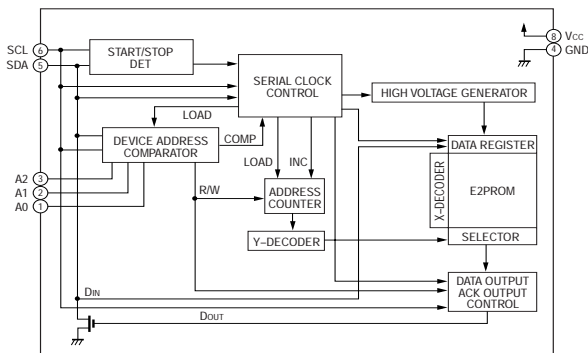 SCL 6
SDA 5
START/STOP
DET
SERIAL CLOCK
CONTROL
8 VCC
4 GND
HIGH VOLTAGE GENERATOR
LOAD
DEVICE ADDRESS
COMPARATOR
COMP
LOAD
INC
DATA REGISTER
X-DECODER
E2PROM
A2 3
A1 2
A0 1
R/W
ADDRESS
COUNTER
Y-DECODER
SELECTOR
DATA OUTPUT
ACK OUTPUT
CONTROL
DIN
DOUT